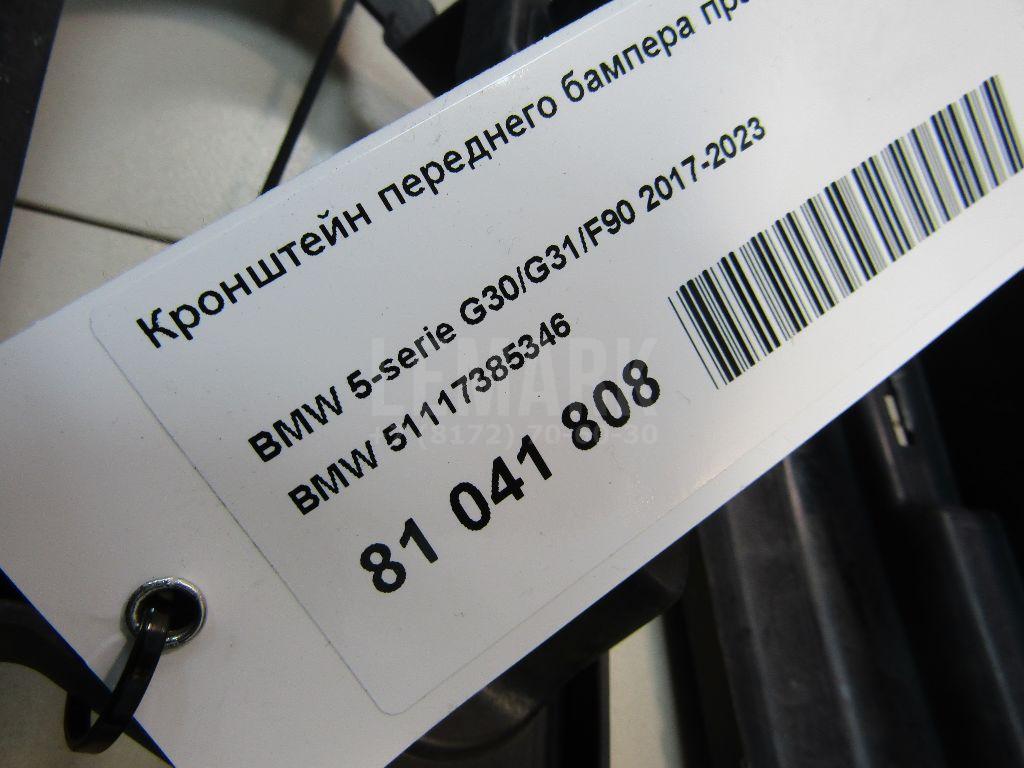 Кронштейн переднего бампера
BMW 5-serie G30/G31/F90 2017-2023
BMW 51117385346
81 041 808
LEMARK